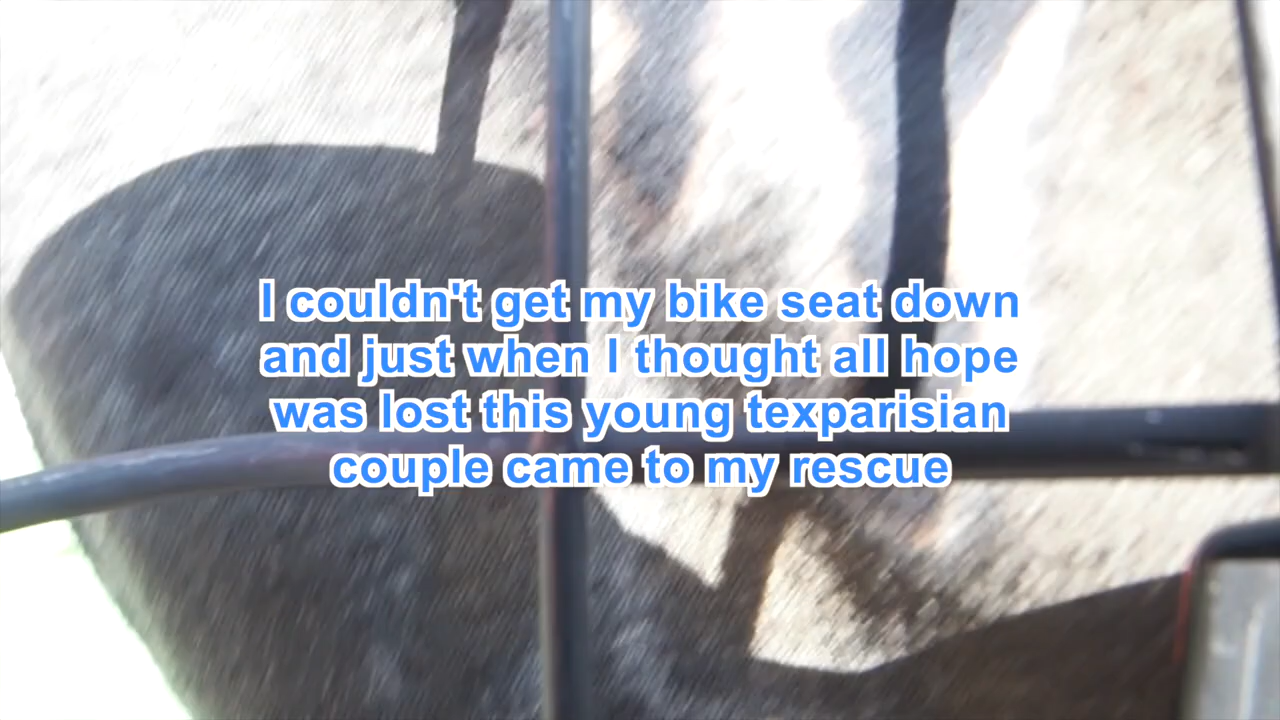 I couldn't get my bike seat down
and just when I thought all hope
was lost this young texparisian
couple came to my rescue